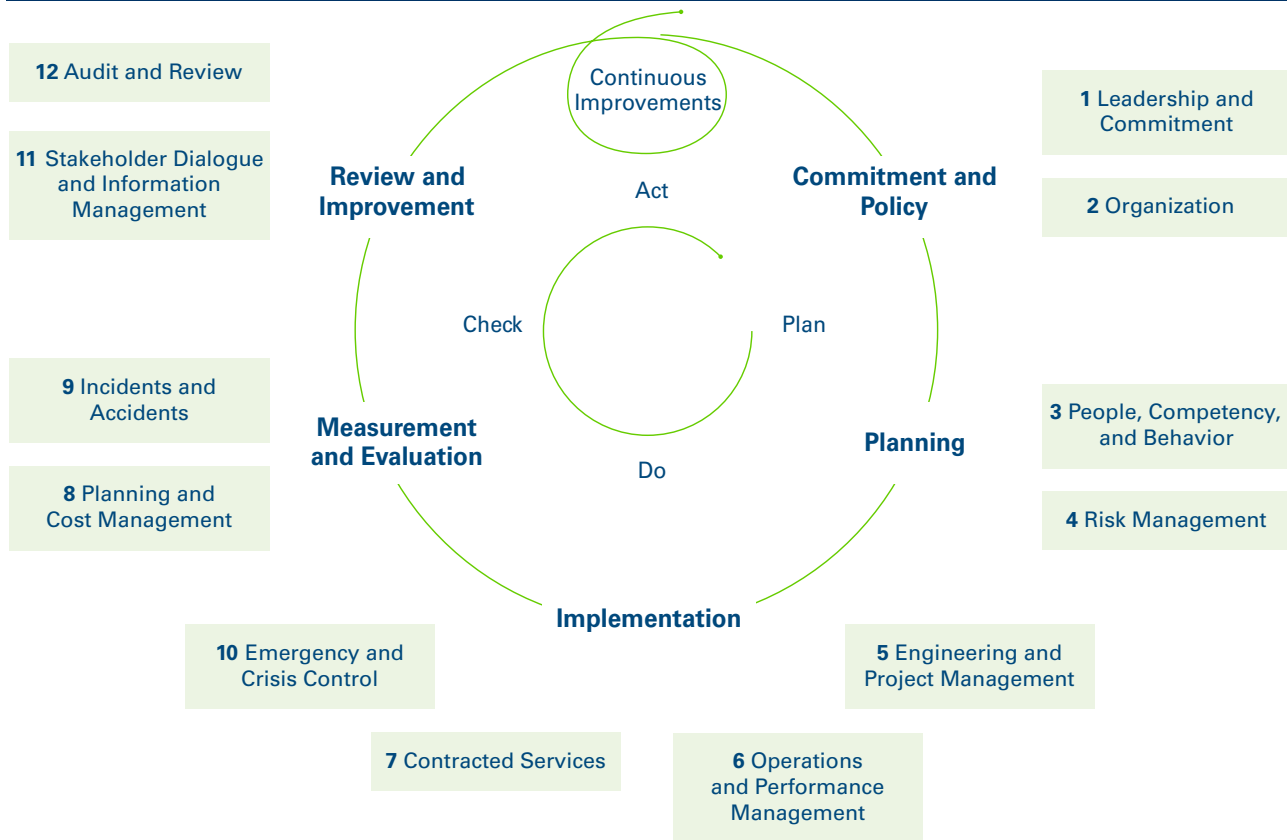 12 Audit and Review
Continuous
Improvements
1 Leadership and
Commitment
11 Stakeholder Dialogue
and Information
Management
Review and
Improvement
Act
Commitment and
Policy
2 Organization
Check
Plan
9 Incidents and
Accidents
Measurement
and Evaluation
Do
Planning
3 People, Competency,
and Behavior
8 Planning and
Cost Management
4 Risk Management
Implementation
10 Emergency and
Crisis Control
5 Engineering and
Project Management
7 Contracted Services
6 Operations
and Performance
Management